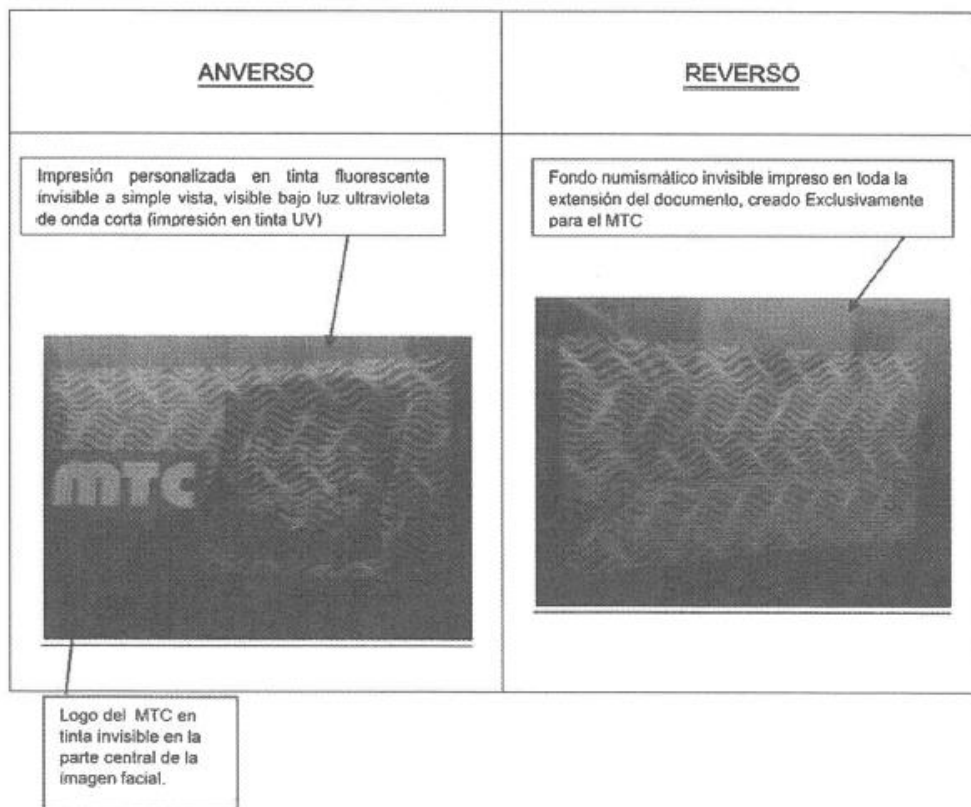 ANVERSO
REVERSO
Impresión personalizada en tinta fluorescente
invisible a simple vista, visible bajo luz ultravioleta
de onda corta (impresión en tinta UV)
Fondo numismático invisible impreso en toda la
extensión del documento, creado Exclusivamente
para el MTC
MTC
Logo del MTC en
tinta invisible en la
parte central de la
imagen facial.